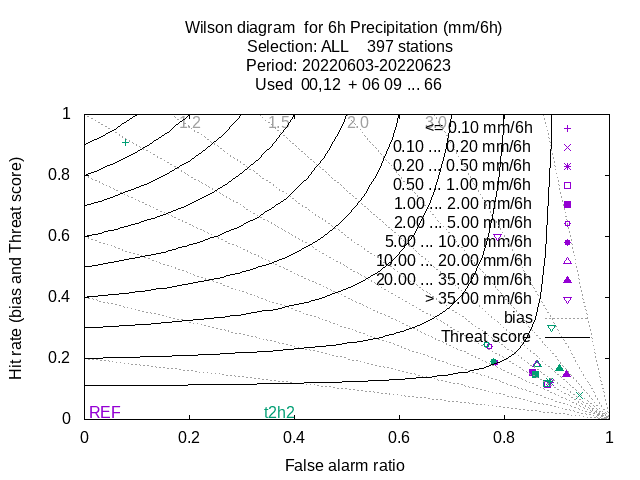 Wilson diagram  for 6h Precipitation (mm/6h)
Selection: ALL    397 stations
Period: 20220603-20220623
Used  00,12  + 06 09 ... 66
Hit rate (bias and Threat score)
1
0.8
0.6
0.4
0.2
0
1.2
1.5
2.0
3.0
<= 0.10 mm/6h
0.10 ... 0.20 mm/6h
0.20 ... 0.50 mm/6h
0.50 ... 1.00 mm/6h
1.00 ... 2.00 mm/6h
2.00 ... 5.00 mm/6h
5.00 ... 10.00 mm/6h
10.00 ... 20.00 mm/6h
20.00 ... 35.00 mm/6h
> 35.00 mm/6h
bias
Threat score
REF
t2h2
0 0.2 0.4 0.6 0.8 1
False alarm ratio